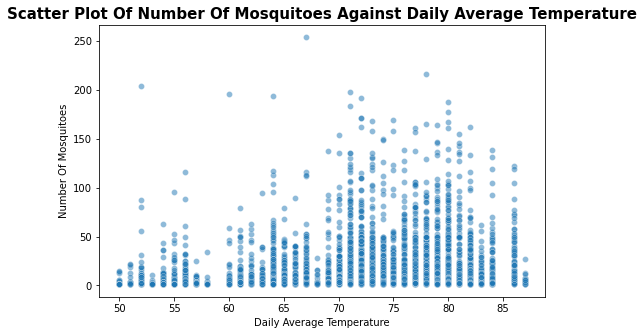 Scatter Plot Of Number Of Mosquitoes Against Daily Average Temperature
250
200
150
100
50
0
Number Of Mosquitoes
50 55 60 65 70 75 80 85
Daily Average Temperature